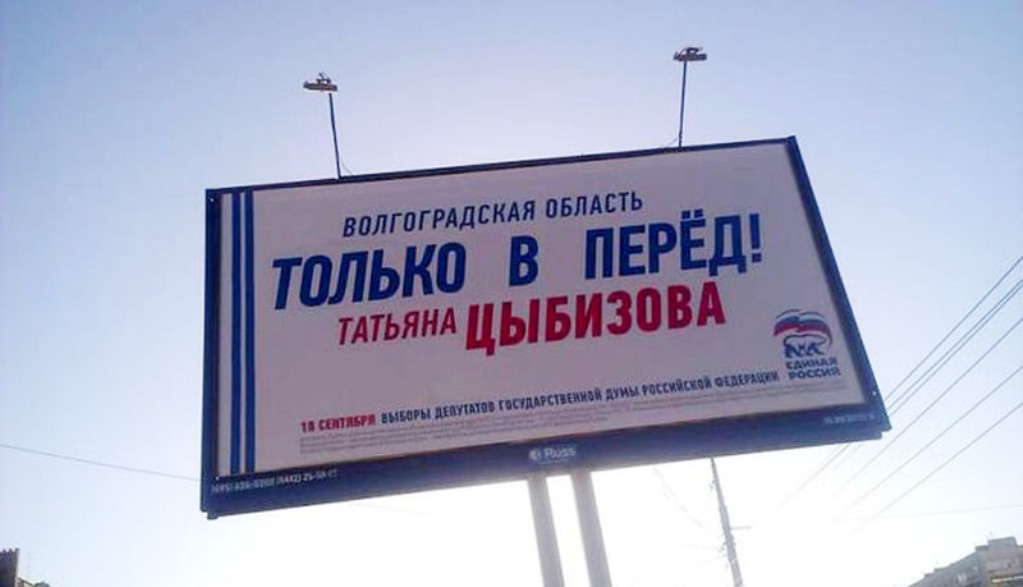 ВОЛГОГРАДСКАЯ ОБЛАСТЬ
ТОЛЬКО В ПЕРЁД!
ТАТЬЯНА ЦЫБИЗОВА
ЕДИНАЯ
РОССИЯ
18 СЕНТЯБРЯ ВЫБОРЫ ДЕПУТАТОВ ГОСУДАРСТВЕННОЙ ДУМЫ РОССИЙСКОЙ ФЕДЕРАЦИИ
Russ